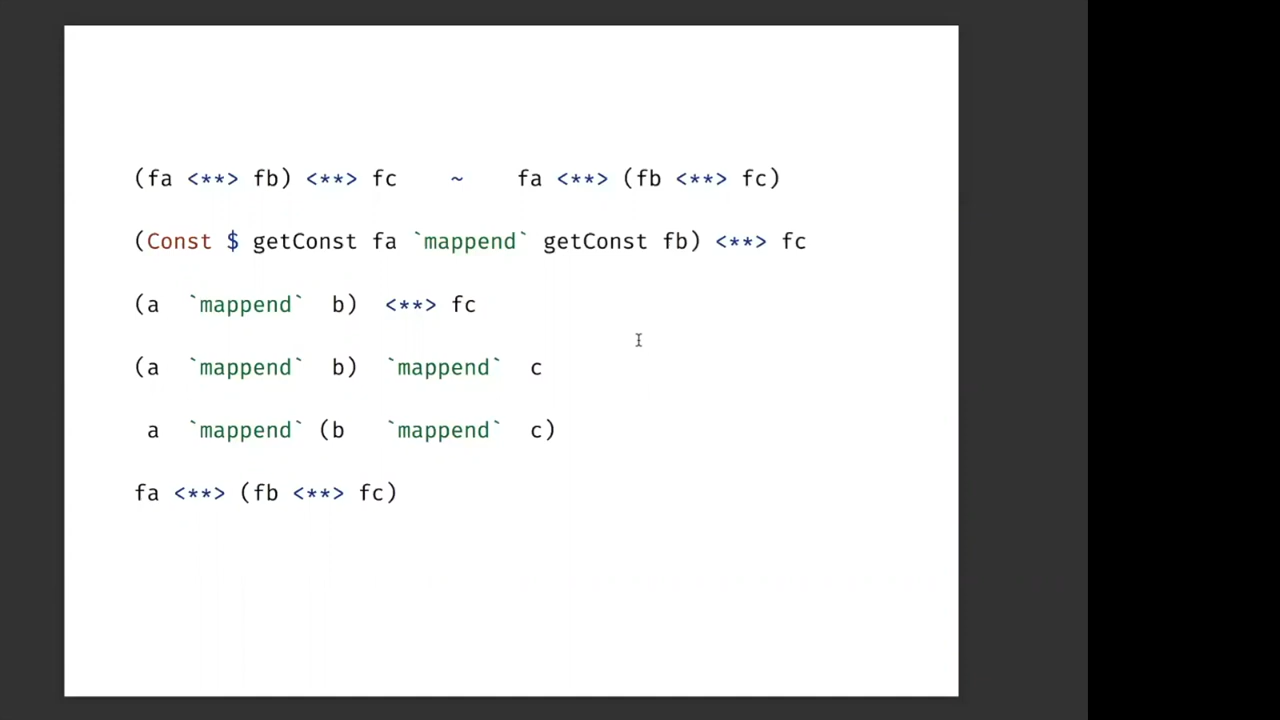 (fa <**> fb) <**> fc    ~    fa <**> (fb <**> fc)
(Const $ getConst fa `mappend` getConst fb) <**> fc
(a  `mappend`  b)  <**> fc
(a  `mappend`  b)  `mappend`  c
 a  `mappend` (b   `mappend`  c)
fa <**> (fb <**> fc)